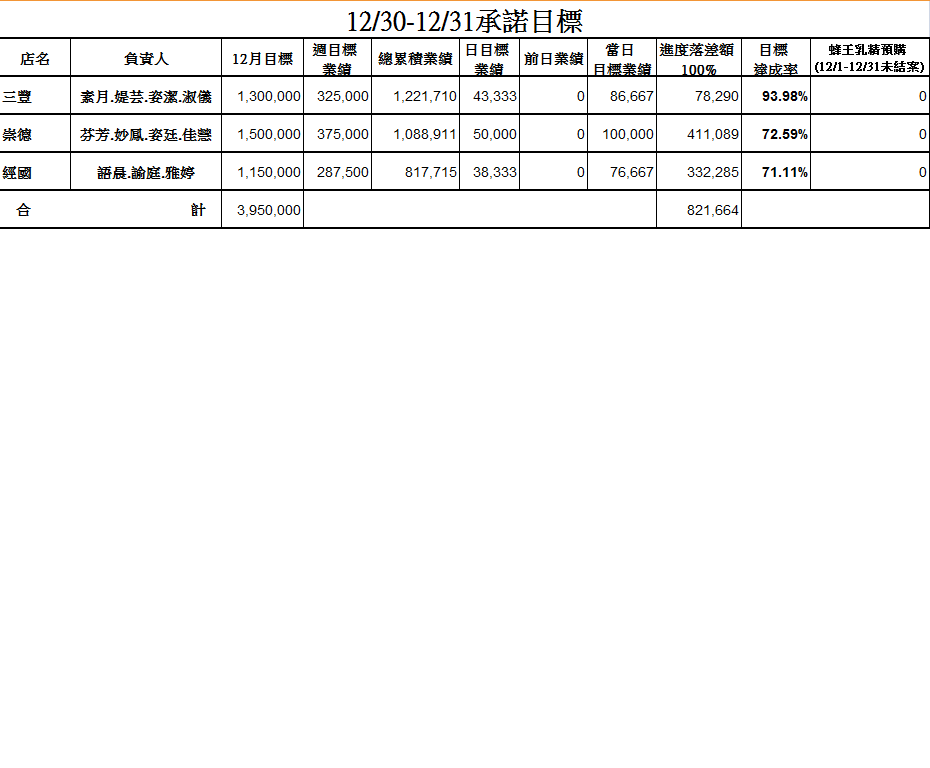 12/30-12/31承諾目標
店名 負責人 12月目標 週目標業績 總累積業績 日目標業績 前日業績 當日目標業績 進度落差額100% 目標達成率 蜂王乳精預購(12/1-12/31未結案)
三豐 素月.媞芸.姿潔.淑儀 1,300,000 325,000 1,221,710 43,333 0 86,667 78,290 93.98% 0
崇德 芬芳.妙鳳.姿廷.佳慧 1,500,000 375,000 1,088,911 50,000 0 100,000 411,089 72.59% 0
經國 語晨.諭庭.雅婷 1,150,000 287,500 817,715 38,333 0 76,667 332,285 71.11% 0
合計 3,950,000 821,664